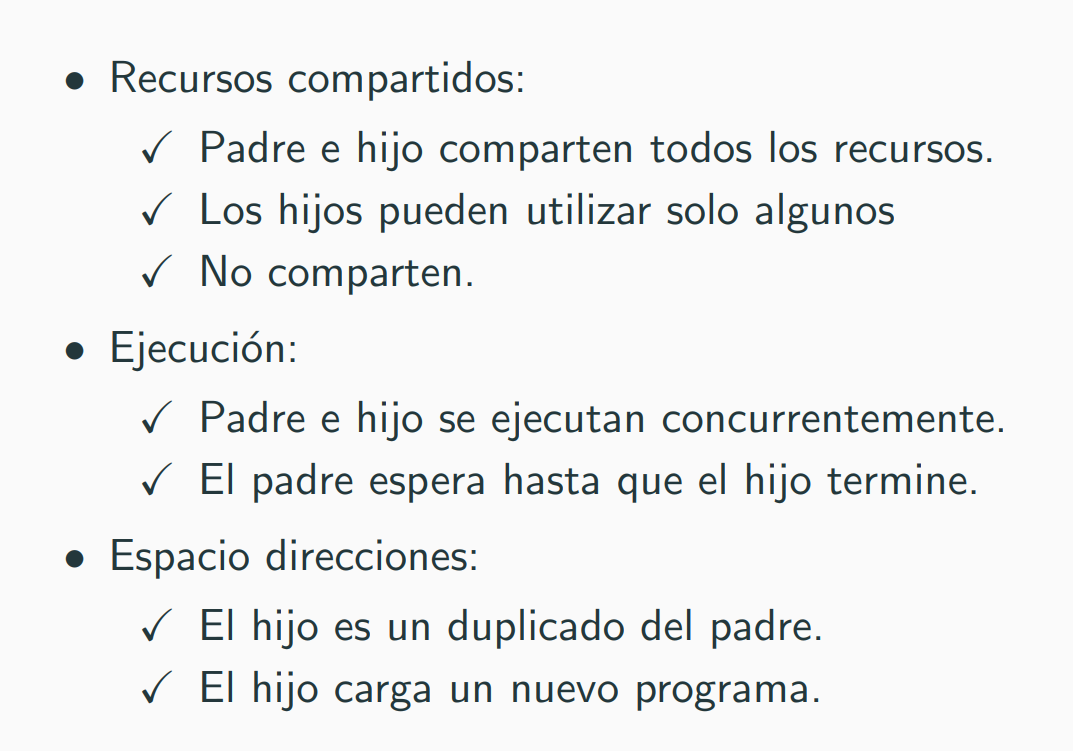 • Recursos compartidos:
✓ Padre e hijo comparten todos los recursos.
✓ Los hijos pueden utilizar solo algunos
✓ No comparten.
• Ejecución:
✓ Padre e hijo se ejecutan concurrentemente.
✓ El padre espera hasta que el hijo termine.
• Espacio direcciones:
✓ El hijo es un duplicado del padre.
✓ El hijo carga un nuevo programa.